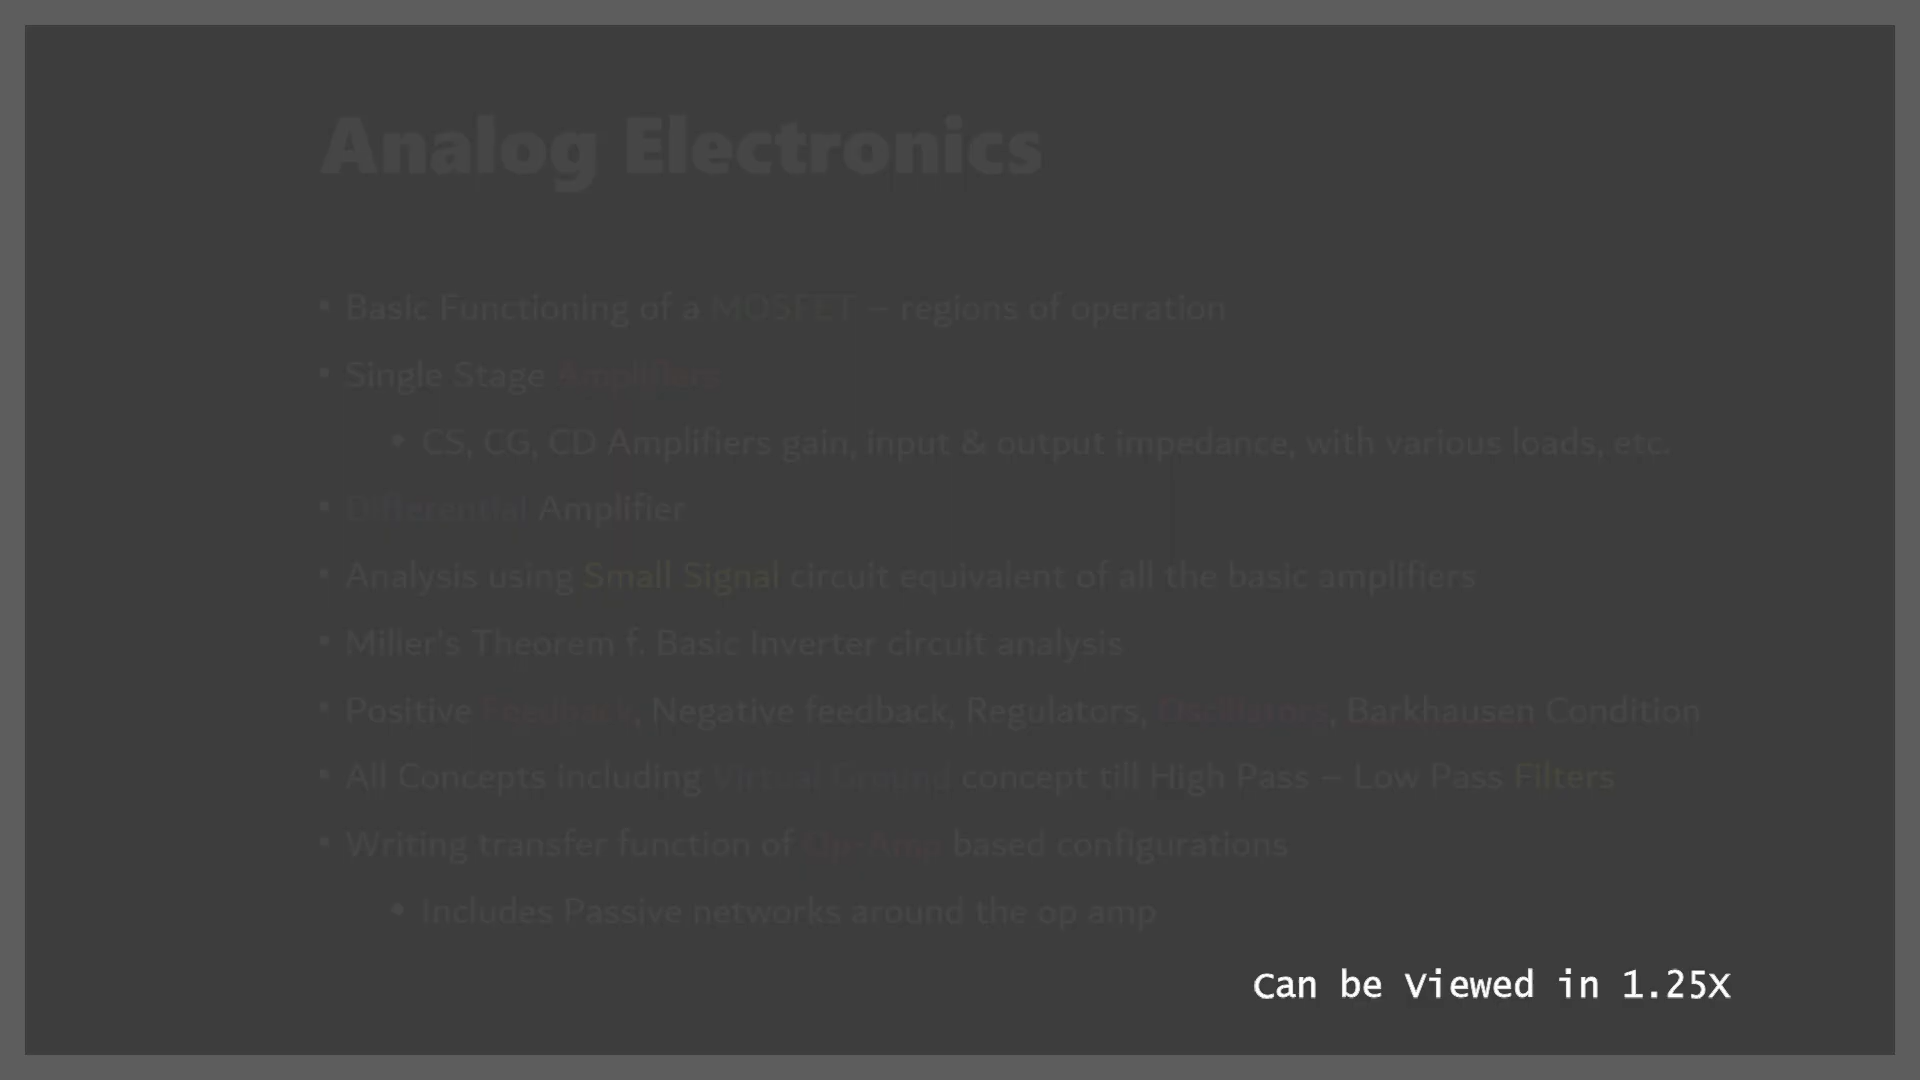 Analog Electronics
• Basic Functioning of a MOSFET – regions of operation
• Single Stage Amplifiers
• CS, CG, CD Amplifiers gain, input & output impedance, with various loads, etc.
• Differential Amplifier
• Analysis using Small Signal circuit equivalent of all the basic amplifiers
• Miller's Theorem f. Basic Inverter circuit analysis
• Positive Feedback, Negative feedback, Regulators, Oscillators, Barkhausen Condition
• All Concepts including Virtual Ground concept till High Pass – Low Pass Filters
• Writing transfer function of Op-Amp based configurations
• Includes Passive networks around the op amp
Can be Viewed in 1.25X